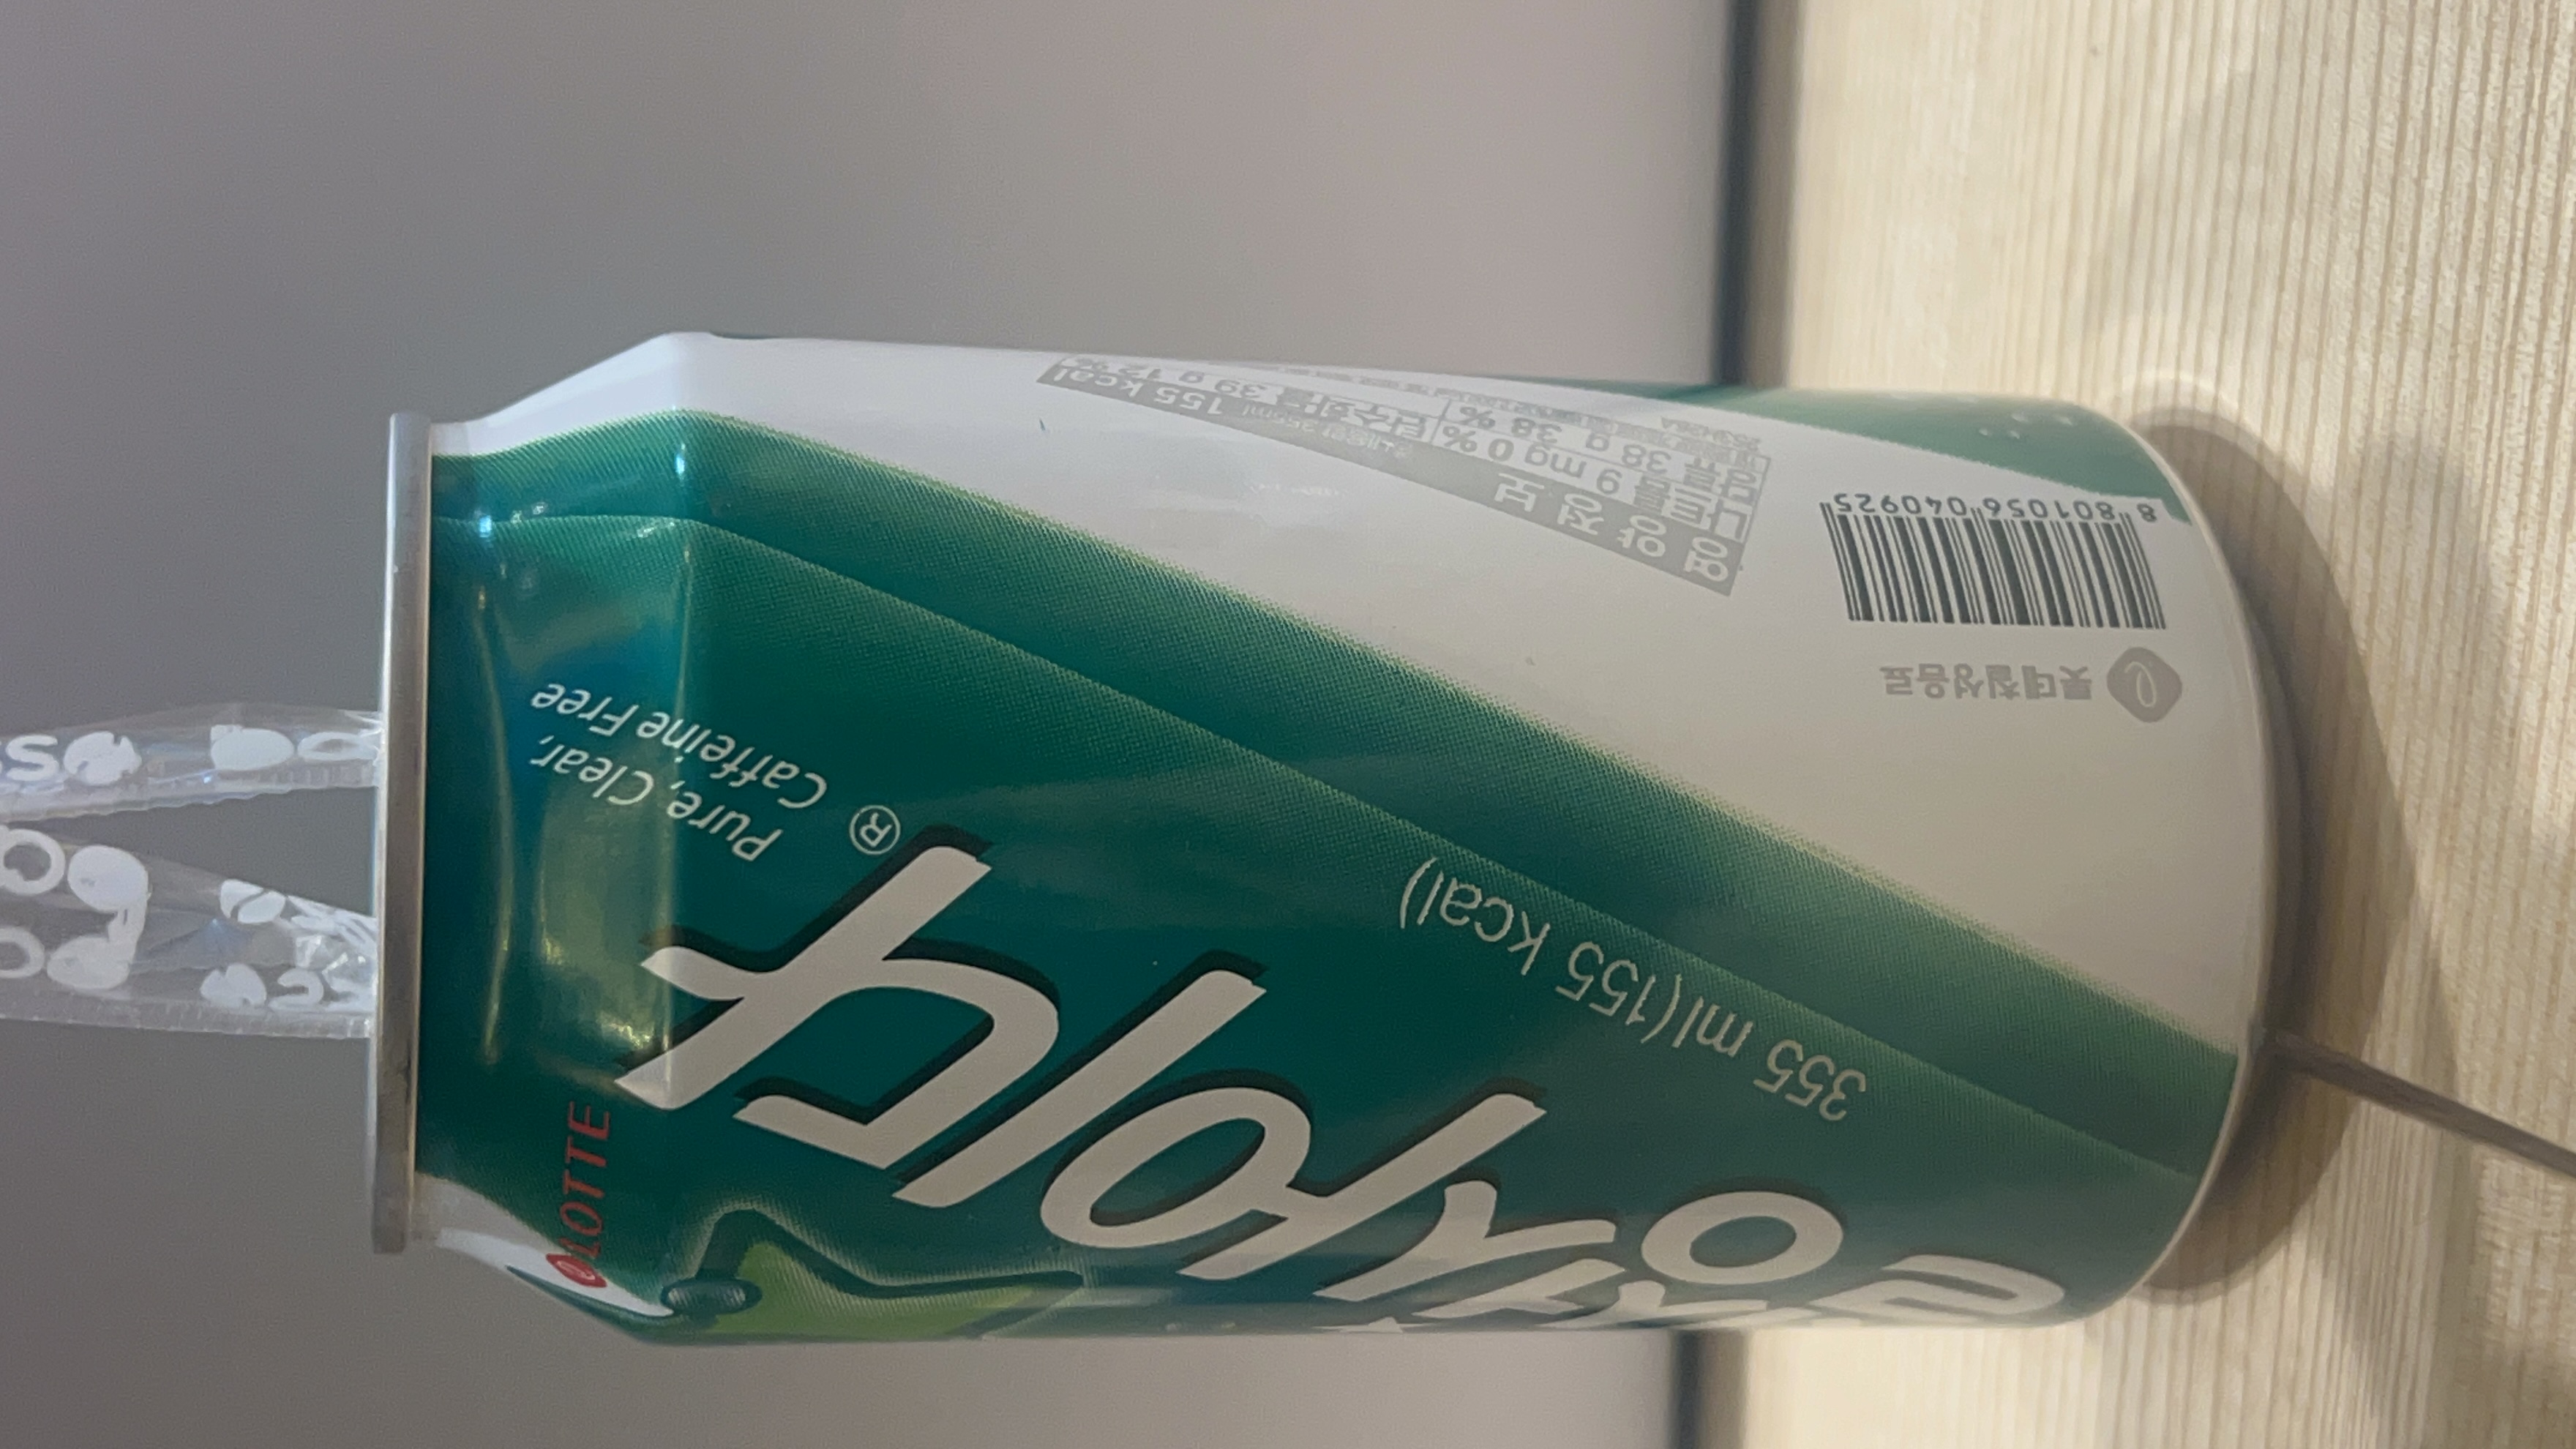 LOTTE
칠성사이다
®
Pure, Clear,
Caffeine Free
355 ml(155 kcal)
영양정보
155 kcal
나트륨 9 mg 0 %
탄수화물 39 g 12 %
당류 38 g 38 %
롯데칠성음료
8 801056 040925